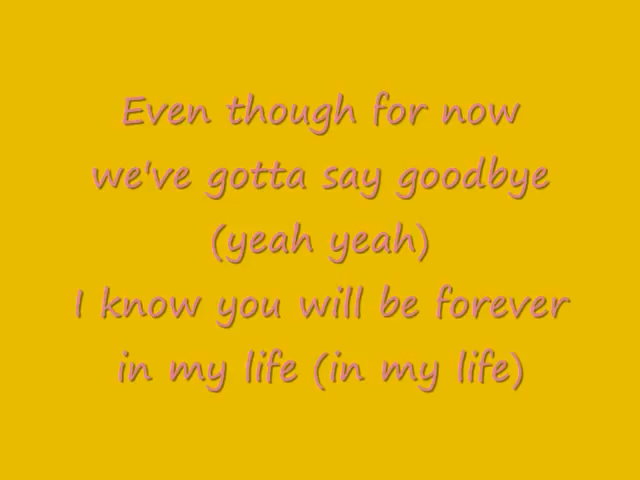 Even though for now
we've gotta say goodbye
(yeah yeah)
I know you will be forever
in my life (in my life)